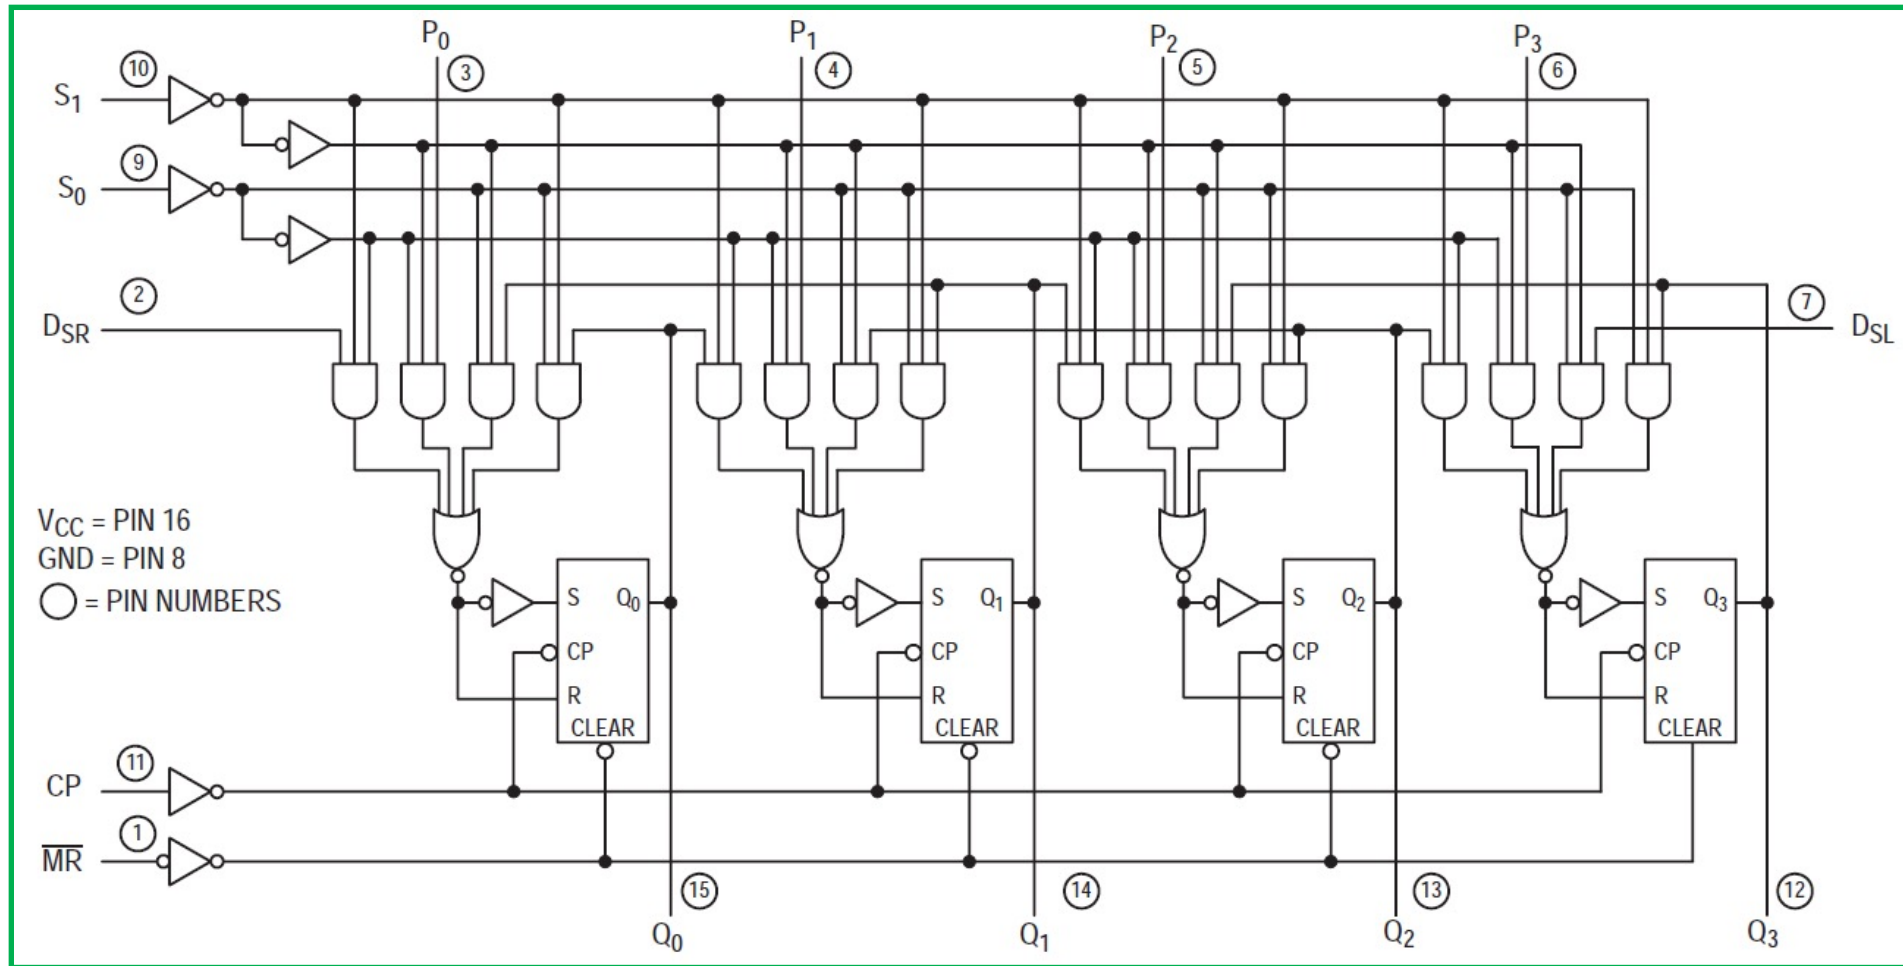 P0 P1 P2 P3
10 3 4 5 6
S1
9
S0
2 7
DSR DSL
VCC = PIN 16
GND = PIN 8
= PIN NUMBERS
S Q0 S Q1 S Q2 S Q3
CP CP CP CP
R R R R
CLEAR CLEAR CLEAR CLEAR
11
CP
1
MR
15 14 13 12
Q0 Q1 Q2 Q3